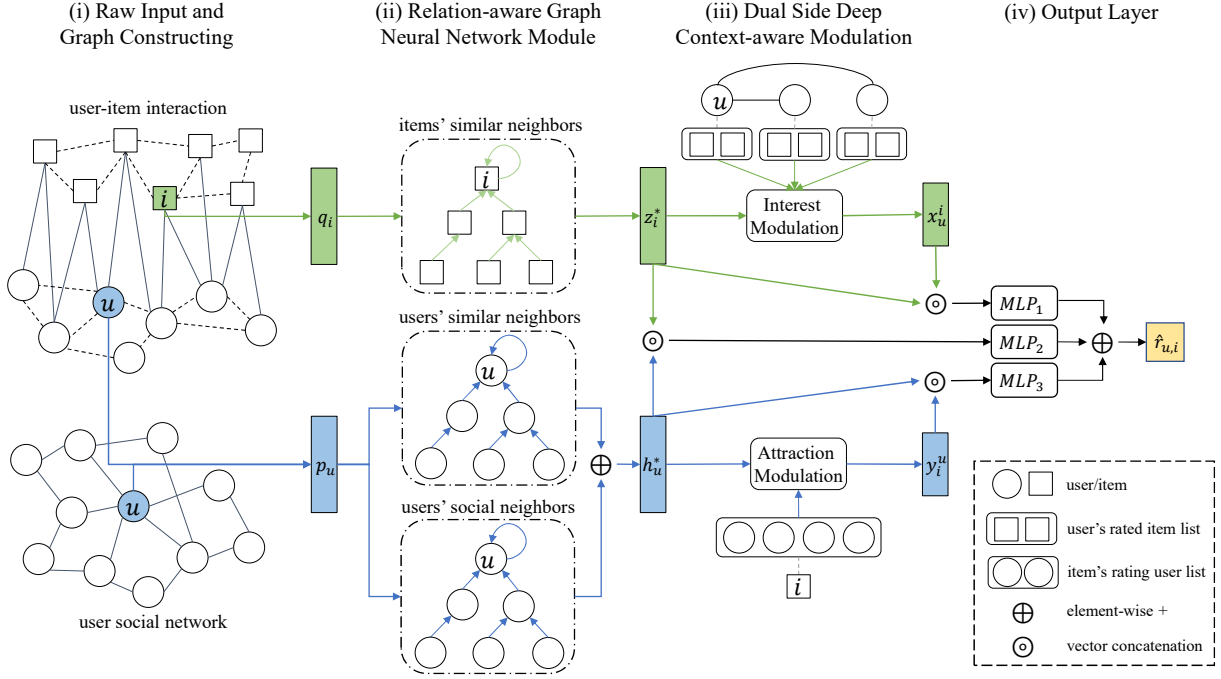 (i) Raw Input and
Graph Constructing
(ii) Relation-aware Graph
Neural Network Module
(iii) Dual Side Deep
Context-aware Modulation
(iv) Output Layer
user-item interaction
i
u
u
user social network
q_i
p_u
items' similar neighbors
i
users' similar neighbors
u
users' social neighbors
u
z_i^*
h_u^*
u
Interest
Modulation
x_u^i
Attraction
Modulation
y_i^u
i
MLP_1
MLP_2
MLP_3
r̂_{u,i}
user/item
user's rated item list
item's rating user list
element-wise +
vector concatenation